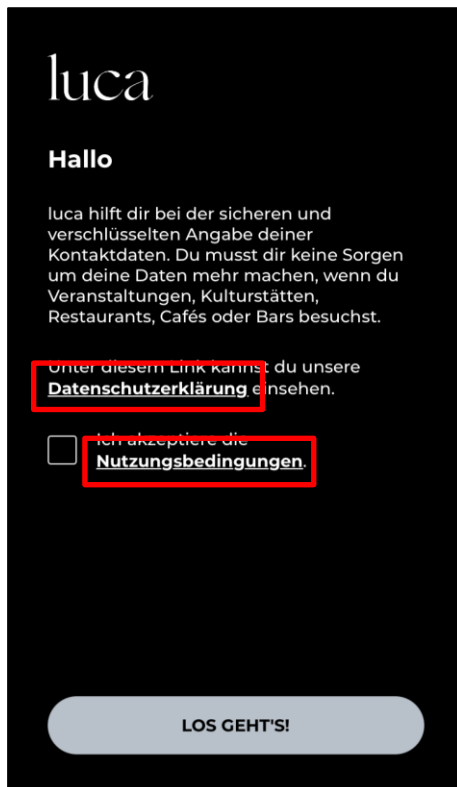 luca
Hallo
luca hilft dir bei der sicheren und
verschlüsselten Angabe deiner
Kontaktdaten. Du musst dir keine Sorgen
um deine Daten mehr machen, wenn du
Veranstaltungen, Kulturstätten,
Restaurants, Cafés oder Bars besuchst.
Unter diesem Link kannst du unsere
Datenschutzerklärung einsehen.
Ich akzeptiere die
Nutzungsbedingungen.
LOS GEHT'S!